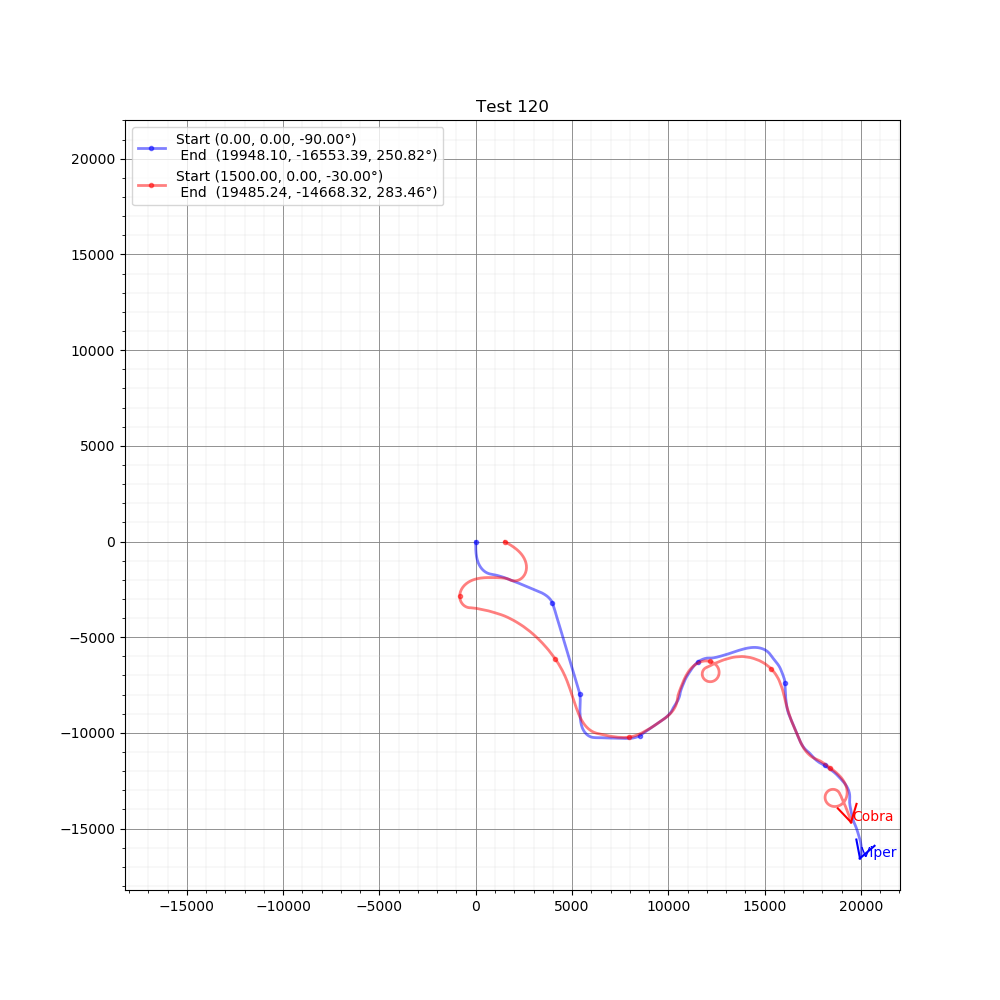 Test 120
Start (0.00, 0.00, -90.00°)
End (19948.10, -16553.39, 250.82°)
Start (1500.00, 0.00, -30.00°)
End (19485.24, -14668.32, 283.46°)
20000
15000
10000
5000
0
−5000
−10000
−15000
Cobra
Viper
−15000 −10000 −5000 0 5000 10000 15000 20000